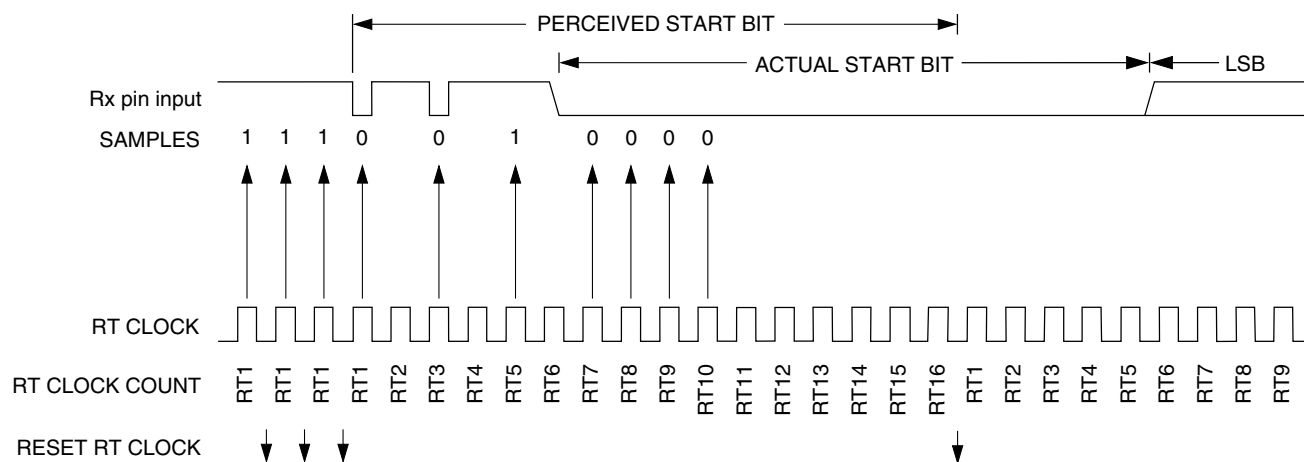 PERCEIVED START BIT
ACTUAL START BIT LSB
Rx pin input
SAMPLES 1 1 1 0 0 1 0 0 0 0
RT CLOCK
RT CLOCK COUNT RT1 RT1 RT1 RT1 RT2 RT3 RT4 RT5 RT6 RT7 RT8 RT9 RT10 RT11 RT12 RT13 RT14 RT15 RT16 RT1 RT2 RT3 RT4 RT5 RT6 RT7 RT8 RT9
RESET RT CLOCK